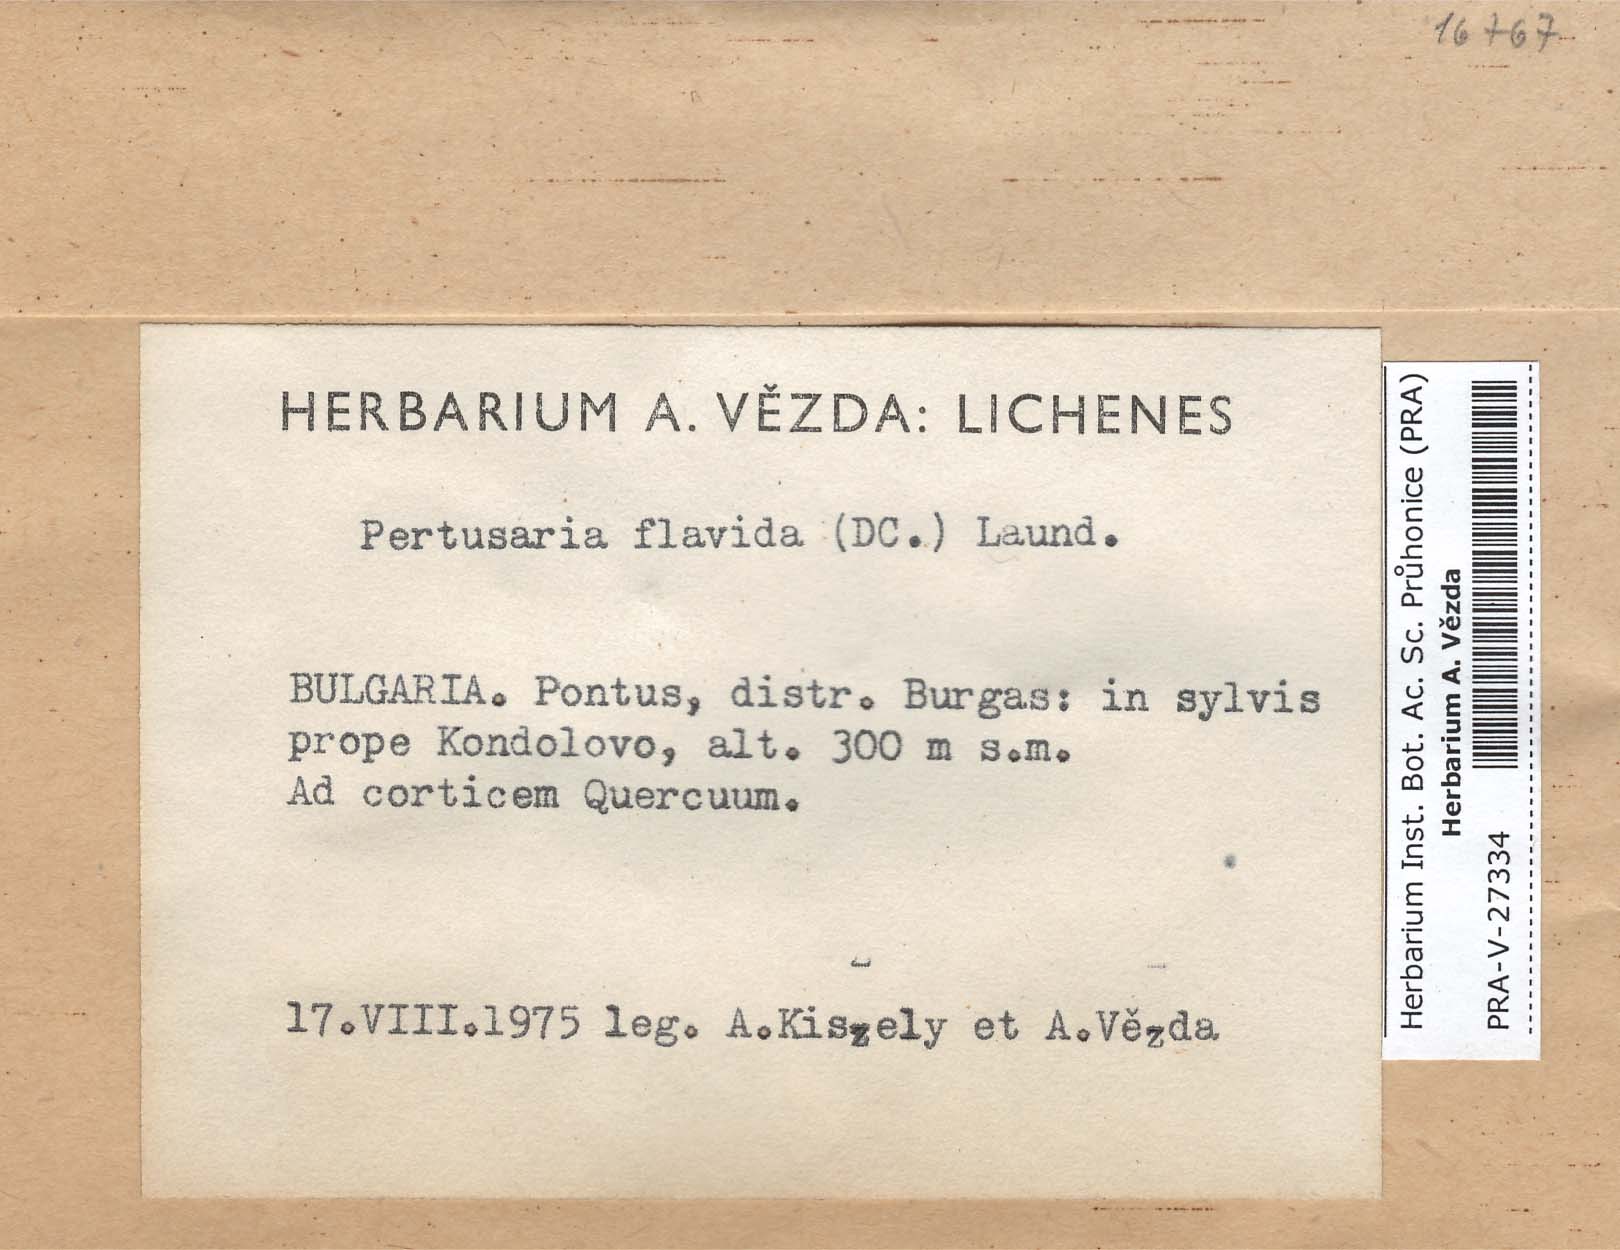 16767
HERBARIUM A. VĚZDA: LICHENES
Pertusaria flavida (DC.) Laund.
BULGARIA. Pontus, distr. Burgas: in sylvis
prope Kondolovo, alt. 300 m s.m.
Ad corticem Quercuum.
17.VIII.1975 leg. A.Kiszely et A.Vězda
Herbarium Inst. Bot. Ac. Sc. Průhonice (PRA)
Herbarium A. Vězda
PRA-V-27334